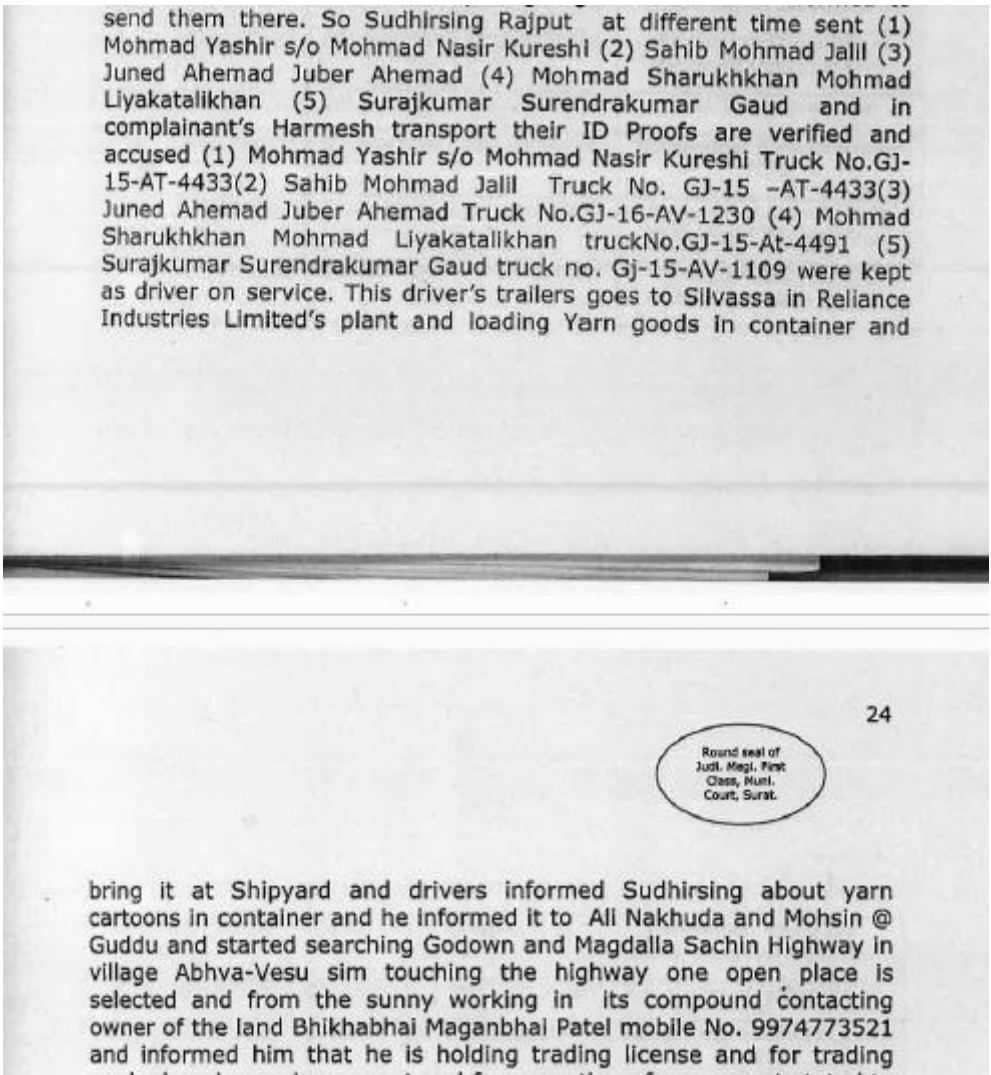 send them there. So Sudhirsing Rajput at different time sent (1)
Mohmad Yashir s/o Mohmad Nasir Kureshi (2) Sahib Mohmad Jalil (3)
Juned Ahemad Juber Ahemad (4) Mohmad Sharukhkhan Mohmad
Liyakatalikhan (5) Surajkumar Surendrakumar Gaud and in
complainant's Harmesh transport their ID Proofs are verified and
accused (1) Mohmad Yashir s/o Mohmad Nasir Kureshi Truck No.GJ-
15-AT-4433(2) Sahib Mohmad Jalil Truck No. GJ-15 –AT-4433(3)
Juned Ahemad Juber Ahemad Truck No.GJ-16-AV-1230 (4) Mohmad
Sharukhkhan Mohmad Liyakatalikhan truckNo.GJ-15-At-4491 (5)
Surajkumar Surendrakumar Gaud truck no. Gj-15-AV-1109 were kept
as driver on service. This driver's trailers goes to Silvassa in Reliance
Industries Limited's plant and loading Yarn goods in container and
24
Round seal of
Judl. Megi. First
Class, Muni.
Court, Surat.
bring it at Shipyard and drivers informed Sudhirsing about yarn
cartoons in container and he informed it to Ali Nakhuda and Mohsin @
Guddu and started searching Godown and Magdalla Sachin Highway in
village Abhva-Vesu sim touching the highway one open place is
selected and from the sunny working in its compound contacting
owner of the land Bhikhabhai Maganbhai Patel mobile No. 9974773521
and informed him that he is holding trading license and for trading